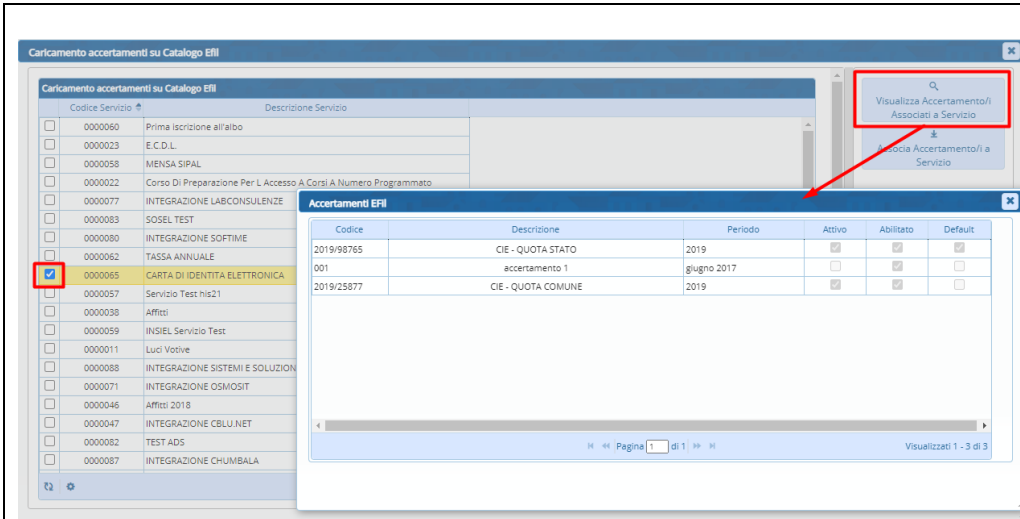 Caricamento accertamenti su Catalogo Efil
Caricamento accertamenti su Catalogo Efil
Codice Servizio Descrizione Servizio
0000060 Prima iscrizione all'albo
0000023 E.C.D.L.
0000058 MENSA SIPAL
0000022 Corso Di Preparazione Per L Accesso A Corsi A Numero Programmato
0000077 INTEGRAZIONE LABCONSULENZE
0000083 SOSEL TEST
0000080 INTEGRAZIONE SOFTIME
0000062 TASSA ANNUALE
0000065 CARTA DI IDENTITA ELETTRONICA
0000057 Servizio Test his21
0000038 Affitti
0000059 INSIEL Servizio Test
0000011 Luci Votive
0000088 INTEGRAZIONE SISTEMI E SOLUZION
0000071 INTEGRAZIONE OSMOSIT
0000046 Affitti 2018
0000047 INTEGRAZIONE CBLU.NET
0000082 TEST ADS
0000087 INTEGRAZIONE CHUMBALA
Visualizza Accertamento/i
Associati a Servizio
Associa Accertamento/i a
Servizio
Accertamenti EFil
Codice Descrizione Periodo Attivo Abilitato Default
2019/98765 CIE - QUOTA STATO 2019
001 accertamento 1 giugno 2017
2019/25877 CIE - QUOTA COMUNE 2019
Pagina 1 di 1
Visualizzati 1 - 3 di 3